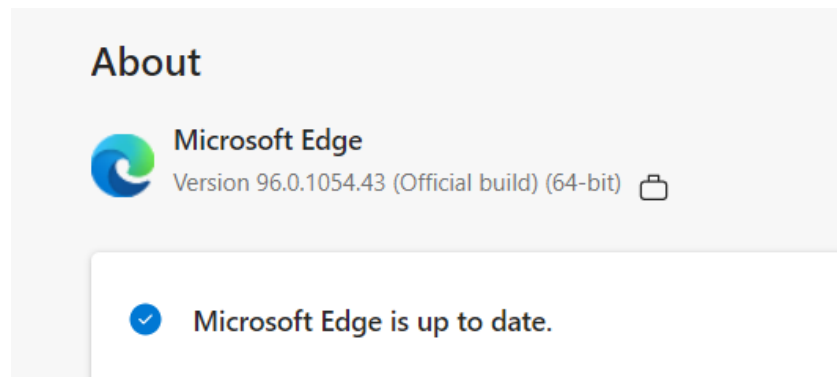 About
Microsoft Edge
Version 96.0.1054.43 (Official build) (64-bit)
Microsoft Edge is up to date.